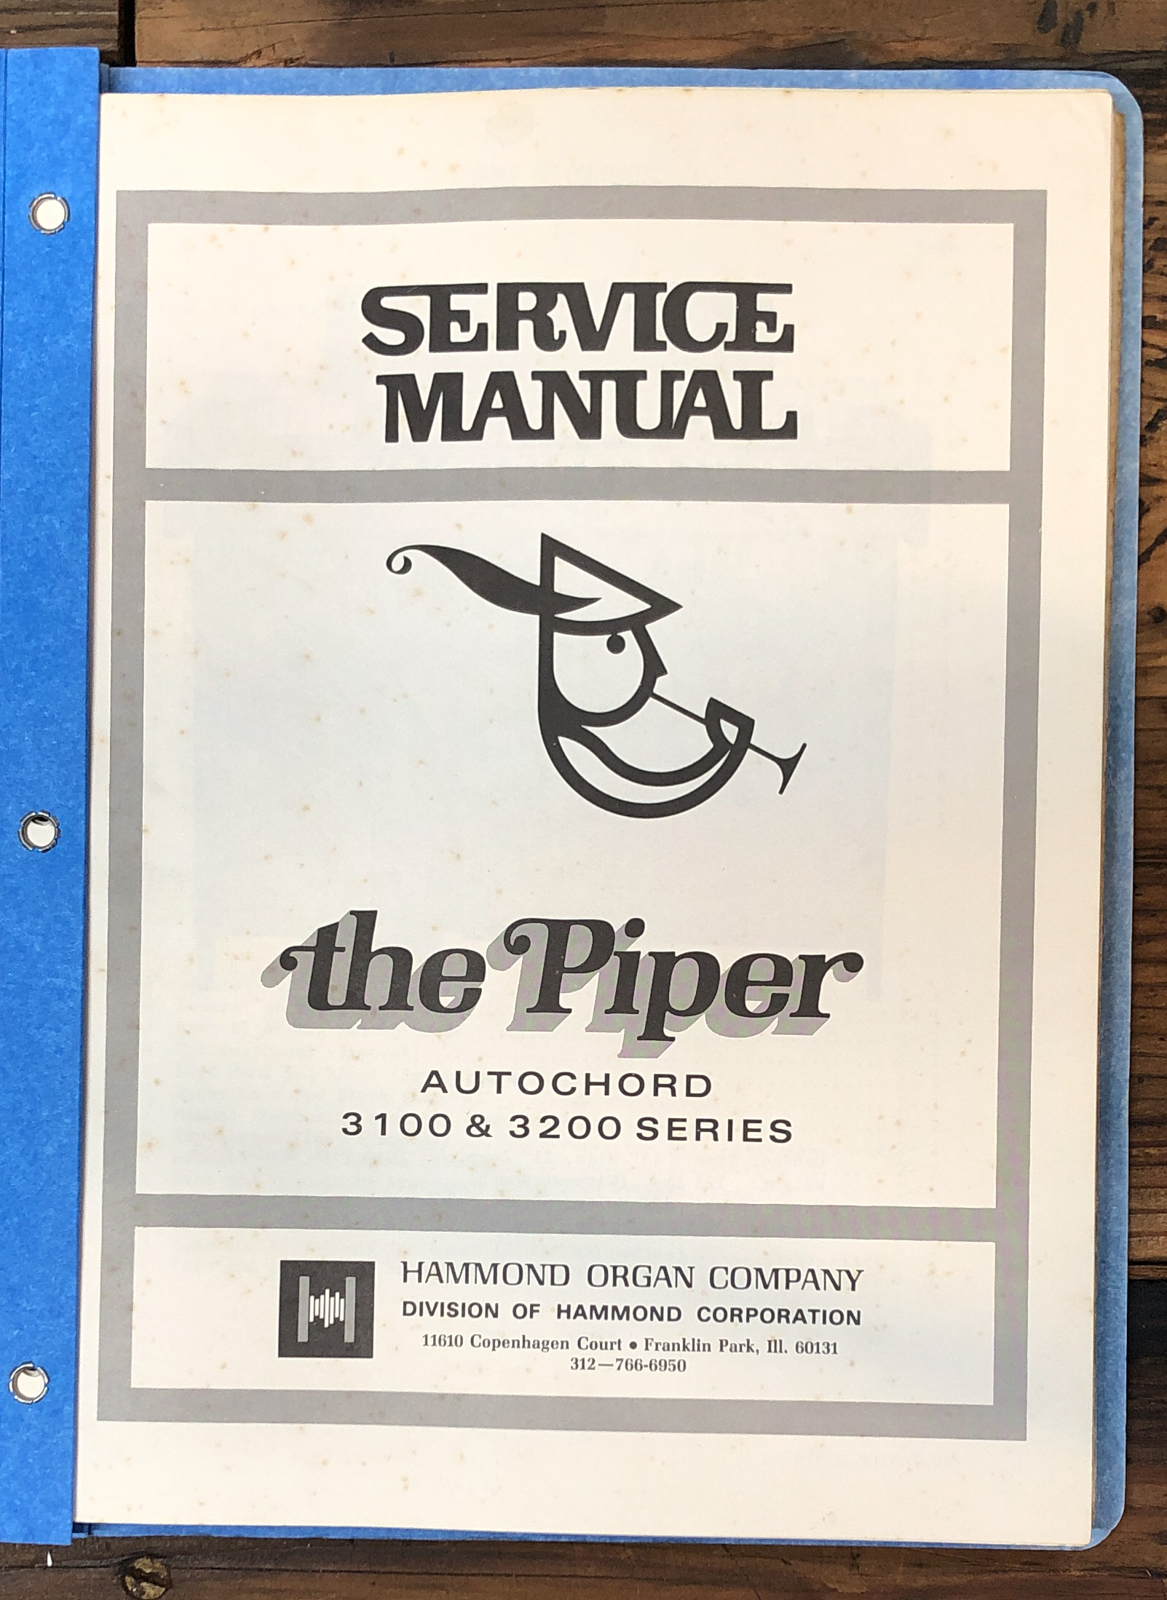 SERVICE
MANUAL
the Piper
AUTOCHORD
3100 & 3200 SERIES
HAMMOND ORGAN COMPANY
DIVISION OF HAMMOND CORPORATION
11610 Copenhagen Court • Franklin Park, Ill. 60131
312—766-6950